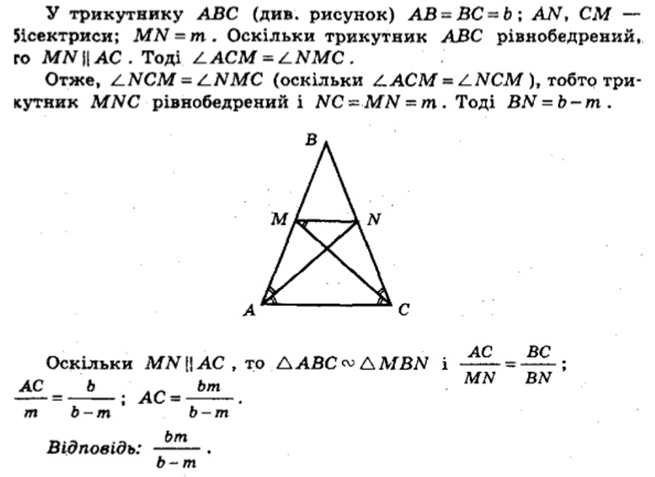 У трикутнику ABC (див. рисунок) AB = BC = b ; AN, CM —
бісектриси; MN = m . Оскільки трикутник ABC рівнобедрений,
то MN || AC . Тоді ∠ACM = ∠NMC .
Отже, ∠NCM = ∠NMC (оскільки ∠ACM = ∠NCM ), тобто три-
кутник MNC рівнобедрений і NC = MN = m . Тоді BN = b – m .
B
M N
A C
Оскільки MN || AC , то △ABC ∾ △MBN і AC/MN = BC/BN ;
AC/m = b/(b – m) ; AC = bm/(b – m) .
Відповідь: bm/(b – m) .